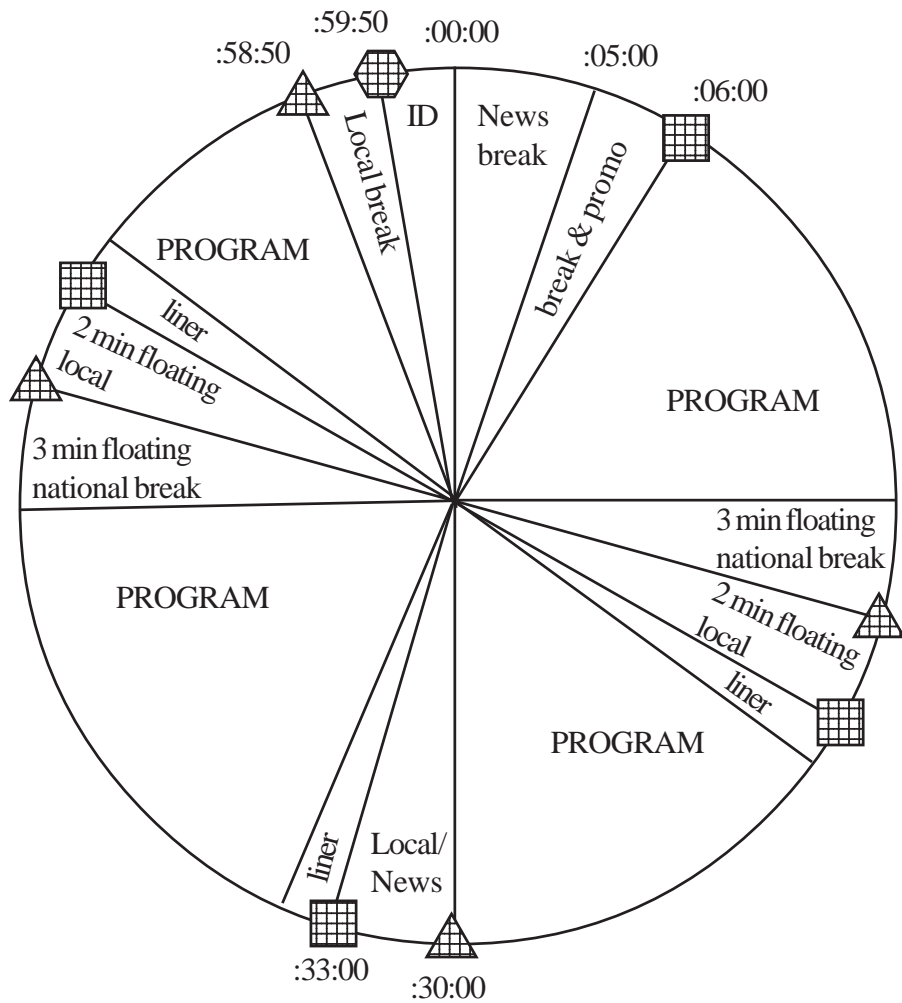 :00:00
:05:00
:06:00
News
break
break & promo
PROGRAM
3 min floating
national break
2 min floating
local
liner
PROGRAM
:30:00
Local/
News
:33:00
liner
PROGRAM
3 min floating
national break
2 min floating
local
liner
PROGRAM
:58:50
Local break
:59:50
ID